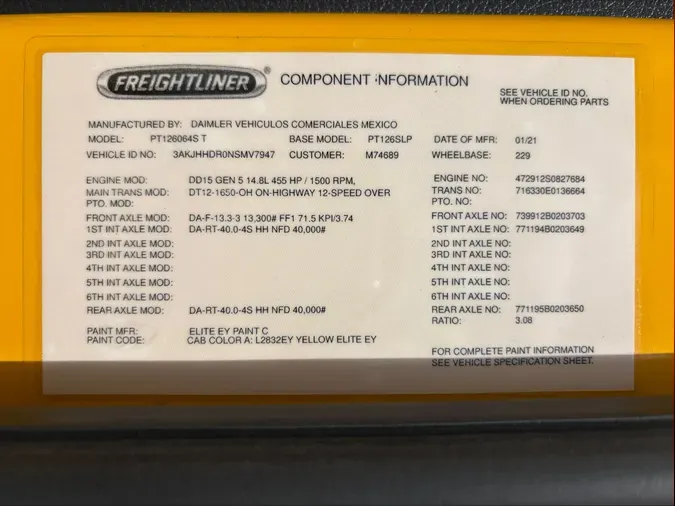 FREIGHTLINER® COMPONENT INFORMATION
SEE VEHICLE ID NO.
WHEN ORDERING PARTS
MANUFACTURED BY: DAIMLER VEHICULOS COMERCIALES MEXICO
MODEL: PT126064S T BASE MODEL: PT126SLP DATE OF MFR: 01/21
VEHICLE ID NO: 3AKJHHDR0NSMV7947 CUSTOMER: M74689 WHEELBASE: 229
ENGINE MOD: DD15 GEN 5 14.8L 455 HP / 1500 RPM, ENGINE NO: 472912S0827684
MAIN TRANS MOD: DT12-1650-OH ON-HIGHWAY 12-SPEED OVER TRANS NO: 716330E0136664
PTO. MOD: PTO. NO:
FRONT AXLE MOD: DA-F-13.3-3 13,300# FF1 71.5 KPI/3.74 FRONT AXLE NO: 739912B0203703
1ST INT AXLE MOD: DA-RT-40.0-4S HH NFD 40,000# 1ST INT AXLE NO: 771194B0203649
2ND INT AXLE MOD: 2ND INT AXLE NO:
3RD INT AXLE MOD: 3RD INT AXLE NO:
4TH INT AXLE MOD: 4TH INT AXLE NO:
5TH INT AXLE MOD: 5TH INT AXLE NO:
6TH INT AXLE MOD: 6TH INT AXLE NO:
REAR AXLE MOD: DA-RT-40.0-4S HH NFD 40,000# REAR AXLE NO: 771195B0203650
RATIO: 3.08
PAINT MFR: ELITE EY PAINT C
PAINT CODE: CAB COLOR A: L2832EY YELLOW ELITE EY
FOR COMPLETE PAINT INFORMATION
SEE VEHICLE SPECIFICATION SHEET.